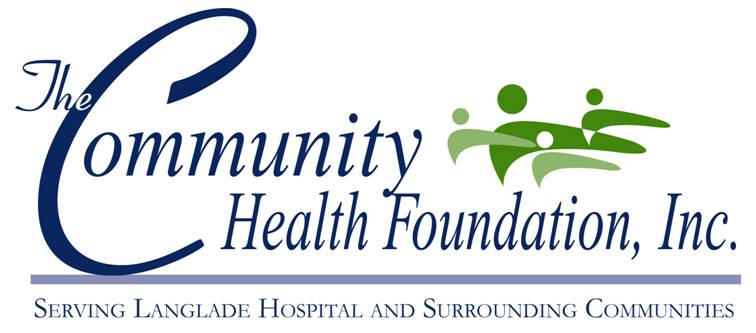 The Community
Health Foundation, Inc.
Serving Langlade Hospital and Surrounding Communities